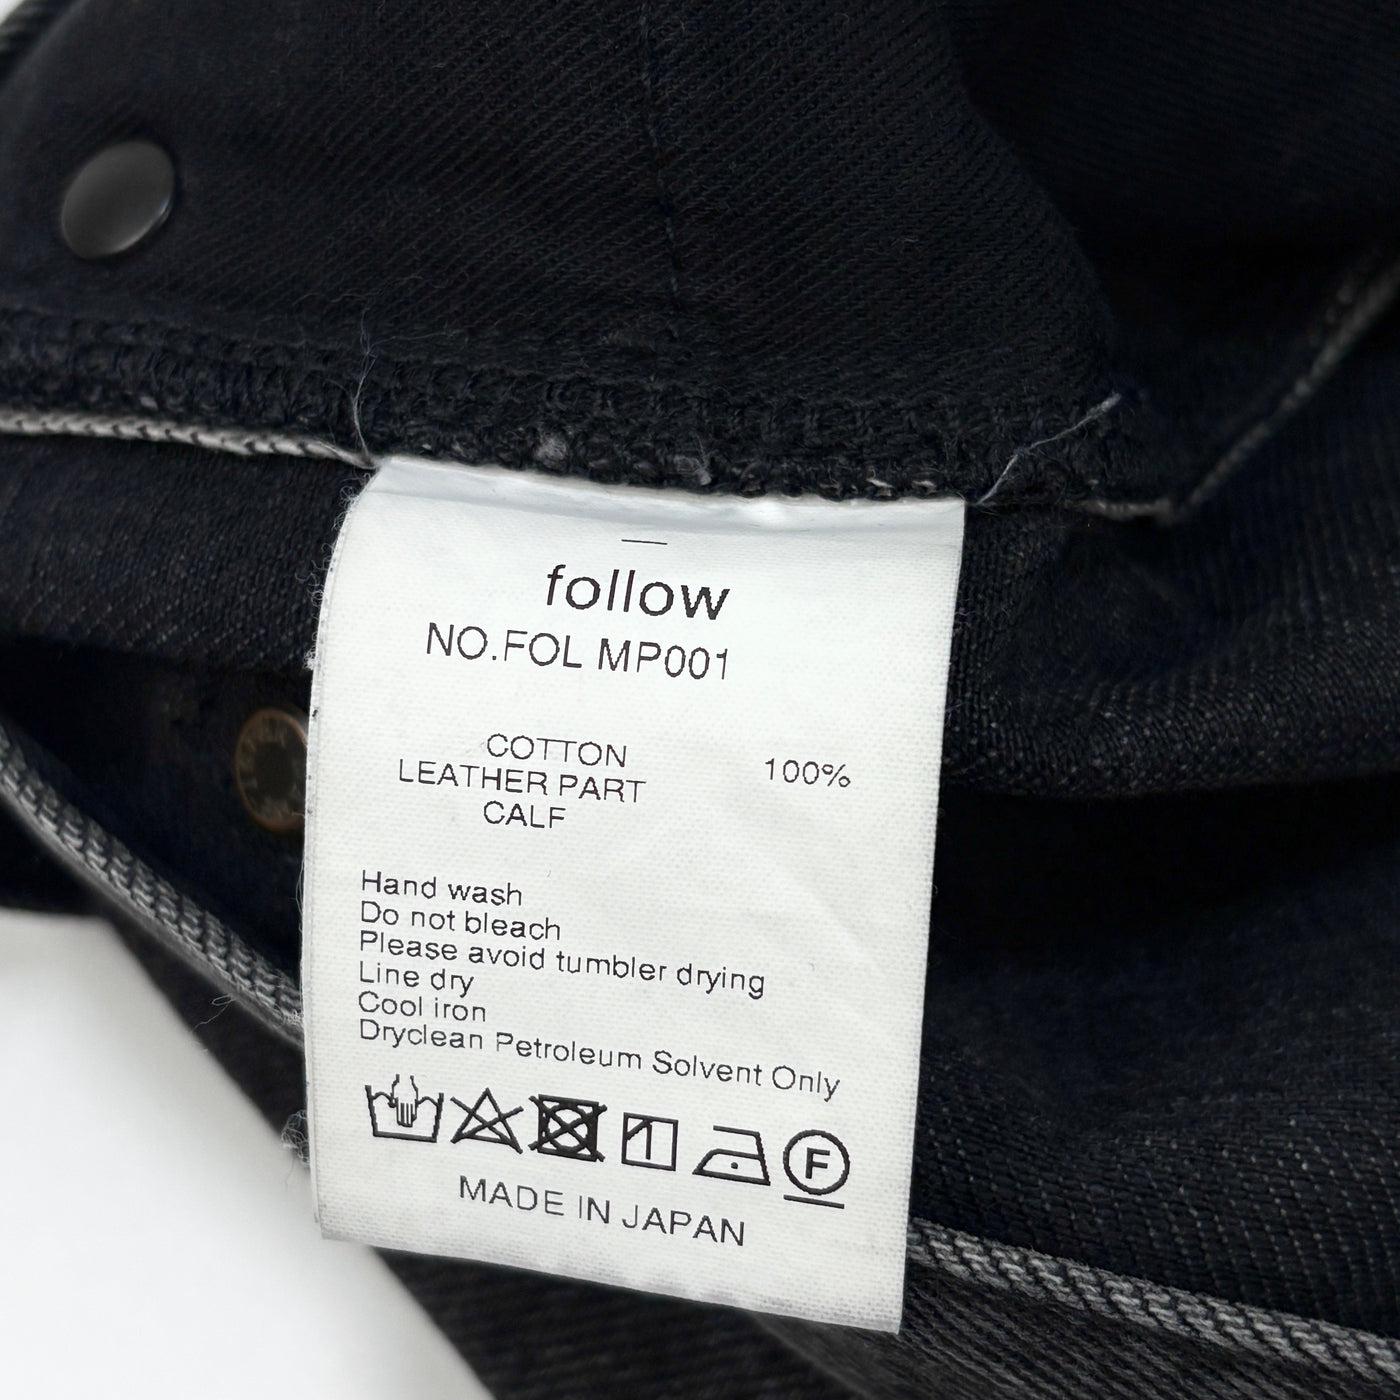 follow
NO.FOL MP001
COTTON 100%
LEATHER PART
CALF
Hand wash
Do not bleach
Please avoid tumbler drying
Line dry
Cool iron
Dryclean Petroleum Solvent Only
F
MADE IN JAPAN